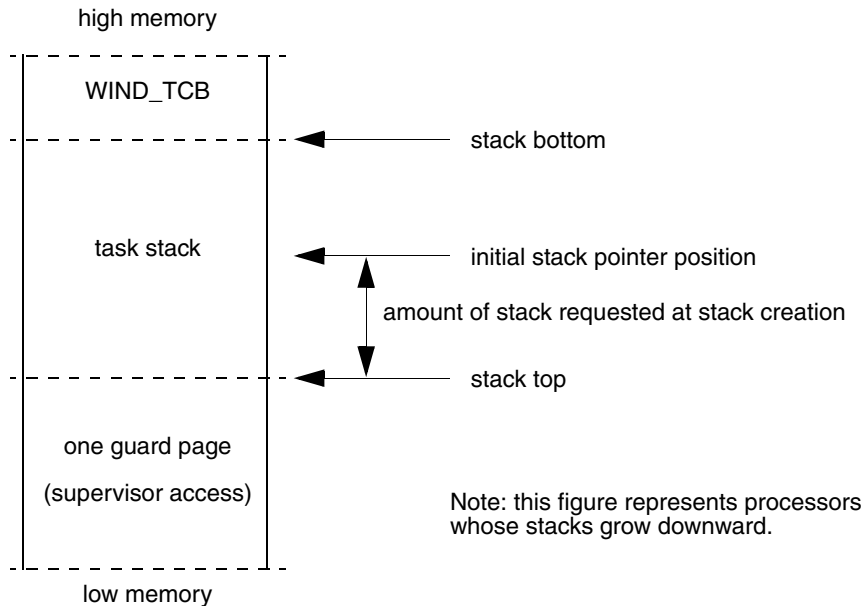 high memory
WIND_TCB
stack bottom
task stack
initial stack pointer position
amount of stack requested at stack creation
stack top
one guard page
(supervisor access)
Note: this figure represents processors
whose stacks grow downward.
low memory